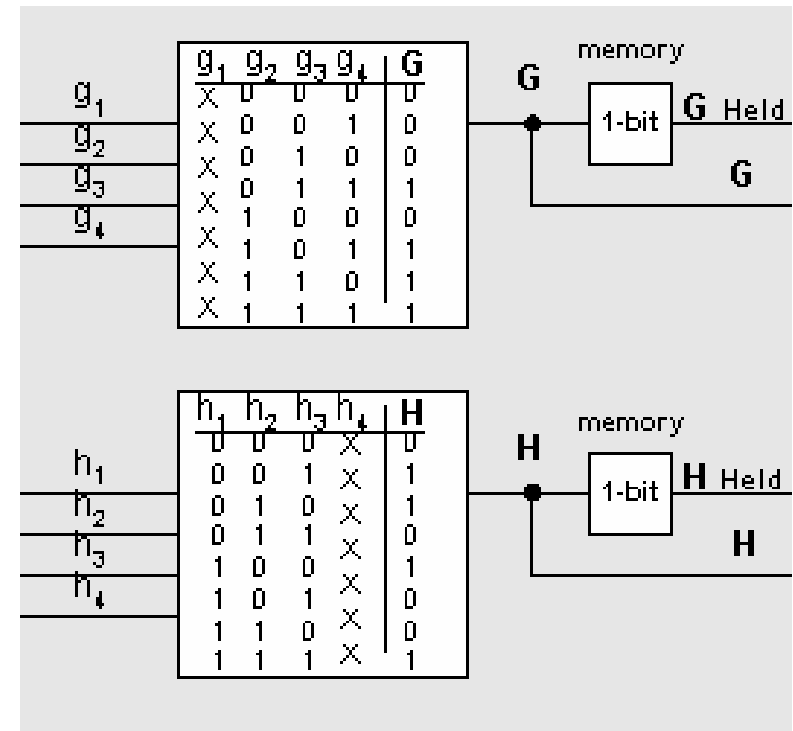 g1 g2 g3 g4 G
X 0 0 0 0
X 0 0 1 0
X 0 1 0 0
X 0 1 1 1
X 1 0 0 0
X 1 0 1 1
X 1 1 0 1
X 1 1 1 1
g1
g2
g3
g4
G
memory
1-bit
G Held
G
h1 h2 h3 h4 H
0 0 0 X 0
0 0 1 X 1
0 1 0 X 1
0 1 1 X 0
1 0 0 X 1
1 0 1 X 0
1 1 0 X 0
1 1 1 X 1
h1
h2
h3
h4
H
memory
1-bit
H Held
H